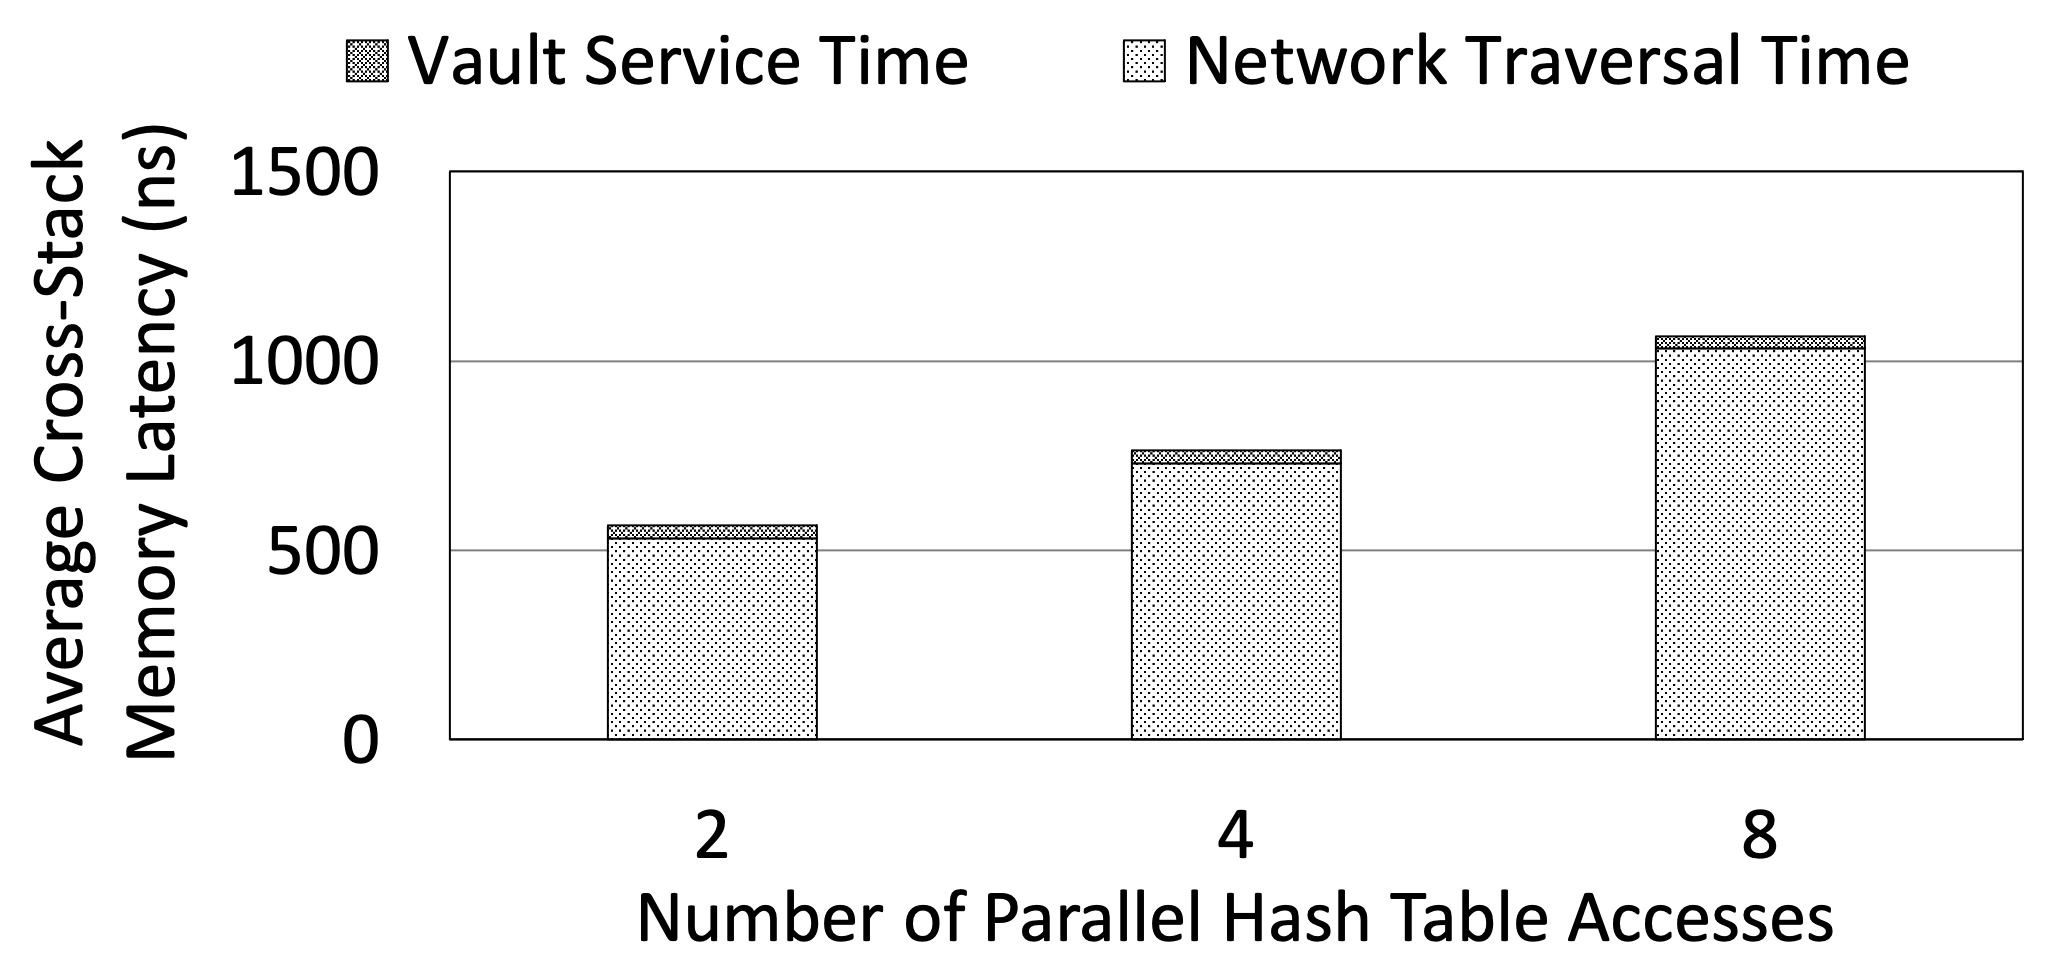 Vault Service Time
Network Traversal Time
Average Cross-Stack
Memory Latency (ns)
1500
1000
500
0
2
4
8
Number of Parallel Hash Table Accesses